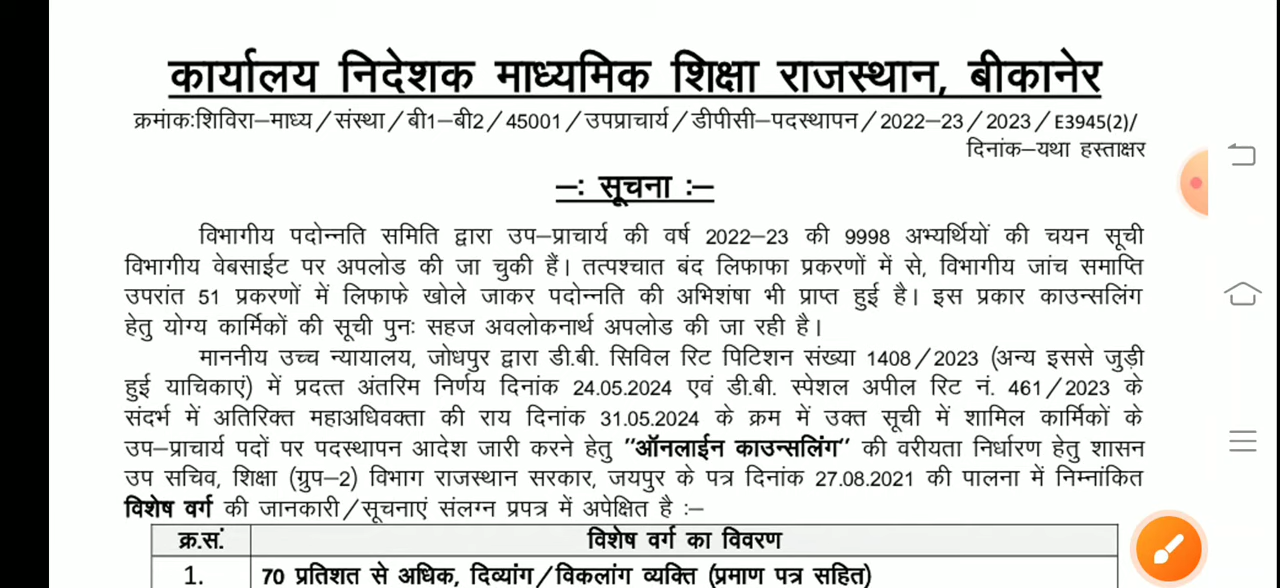 कार्यालय निदेशक माध्यमिक शिक्षा राजस्थान, बीकानेर
क्रमांकःशिविरा–माध्य/संस्था/बी1–बी2/45001/उपप्राचार्य/डीपीसी–पदस्थापन/2022–23/2023/E3945(2)/
दिनांक–यथा हस्ताक्षर
–: सूचना :–
विभागीय पदोन्नति समिति द्वारा उप–प्राचार्य की वर्ष 2022–23 की 9998 अभ्यर्थियों की चयन सूची
विभागीय वेबसाईट पर अपलोड की जा चुकी हैं। तत्पश्चात बंद लिफाफा प्रकरणों में से, विभागीय जांच समाप्ति
उपरांत 51 प्रकरणों में लिफाफे खोले जाकर पदोन्नति की अभिशंषा भी प्राप्त हुई है। इस प्रकार काउन्सलिंग
हेतु योग्य कार्मिकों की सूची पुनः सहज अवलोकनार्थ अपलोड की जा रही है।
माननीय उच्च न्यायालय, जोधपुर द्वारा डी.बी. सिविल रिट पिटिशन संख्या 1408/2023 (अन्य इससे जुड़ी
हुई याचिकाएं) में प्रदत्त अंतरिम निर्णय दिनांक 24.05.2024 एवं डी.बी. स्पेशल अपील रिट नं. 461/2023 के
संदर्भ में अतिरिक्त महाअधिवक्ता की राय दिनांक 31.05.2024 के क्रम में उक्त सूची में शामिल कार्मिकों के
उप–प्राचार्य पदों पर पदस्थापन आदेश जारी करने हेतु ‘‘ऑनलाईन काउन्सलिंग’’ की वरीयता निर्धारण हेतु शासन
उप सचिव, शिक्षा (ग्रुप–2) विभाग राजस्थान सरकार, जयपुर के पत्र दिनांक 27.08.2021 की पालना में निम्नांकित
विशेष वर्ग की जानकारी/सूचनाएं संलग्न प्रपत्र में अपेक्षित है :–
क्र.सं. विशेष वर्ग का विवरण
1. 70 प्रतिशत से अधिक, दिव्यांग/विकलांग व्यक्ति (प्रमाण पत्र सहित)